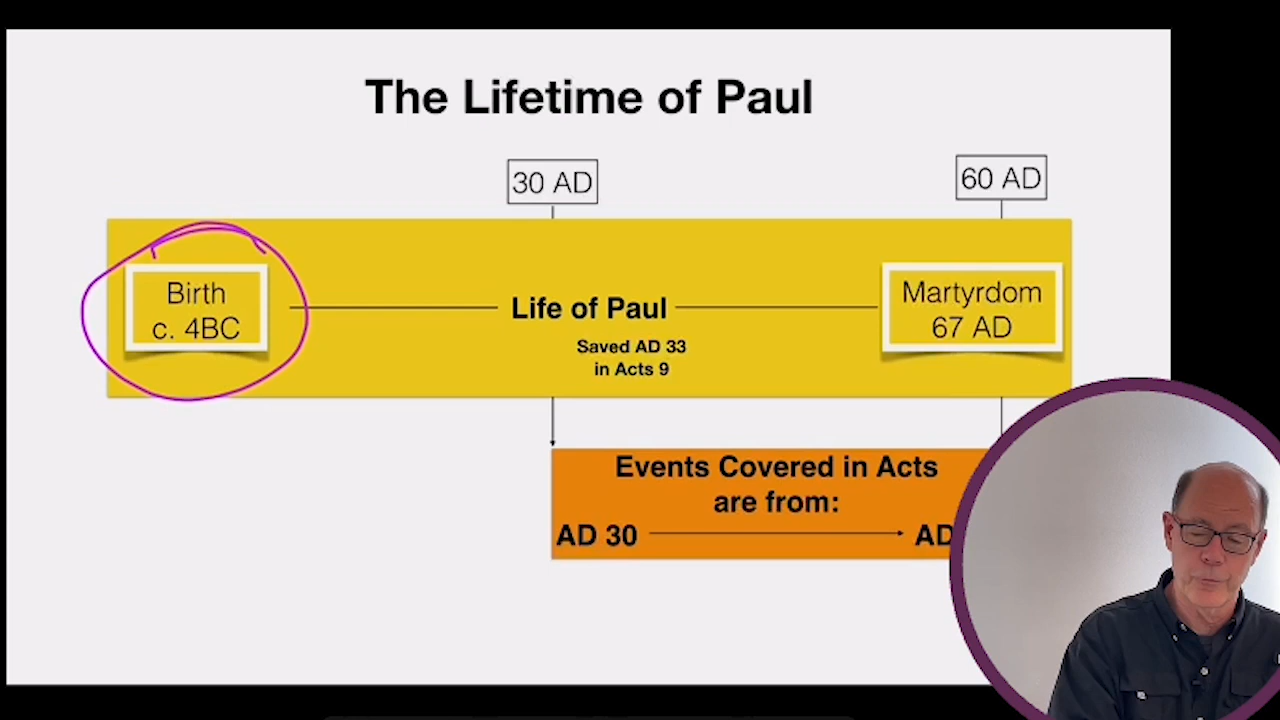 The Lifetime of Paul
30 AD
60 AD
Birth
c. 4BC
Life of Paul
Saved AD 33
in Acts 9
Martyrdom
67 AD
Events Covered in Acts
are from:
AD 30
AD